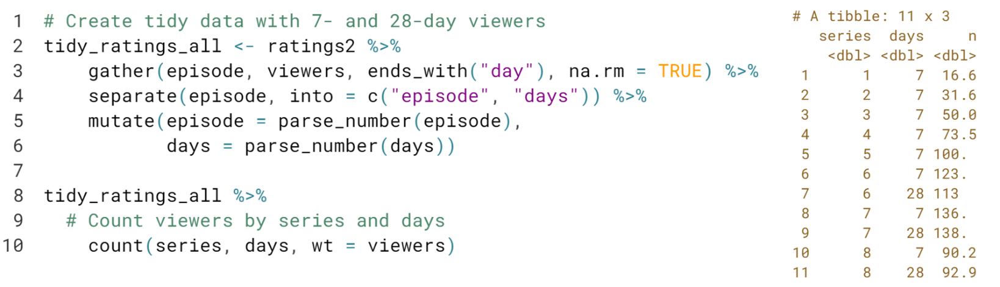 1 # Create tidy data with 7- and 28-day viewers
2 tidy_ratings_all <- ratings2 %>%
3 gather(episode, viewers, ends_with("day"), na.rm = TRUE) %>%
4 separate(episode, into = c("episode", "days")) %>%
5 mutate(episode = parse_number(episode),
6 days = parse_number(days))
7
8 tidy_ratings_all %>%
9 # Count viewers by series and days
10 count(series, days, wt = viewers)
# A tibble: 11 x 3
series days n
<dbl> <dbl> <dbl>
1 1 7 16.6
2 2 7 31.6
3 3 7 50.0
4 4 7 73.5
5 5 7 100.
6 6 7 123.
7 6 28 113
8 7 7 136.
9 7 28 138.
10 8 7 90.2
11 8 28 92.9